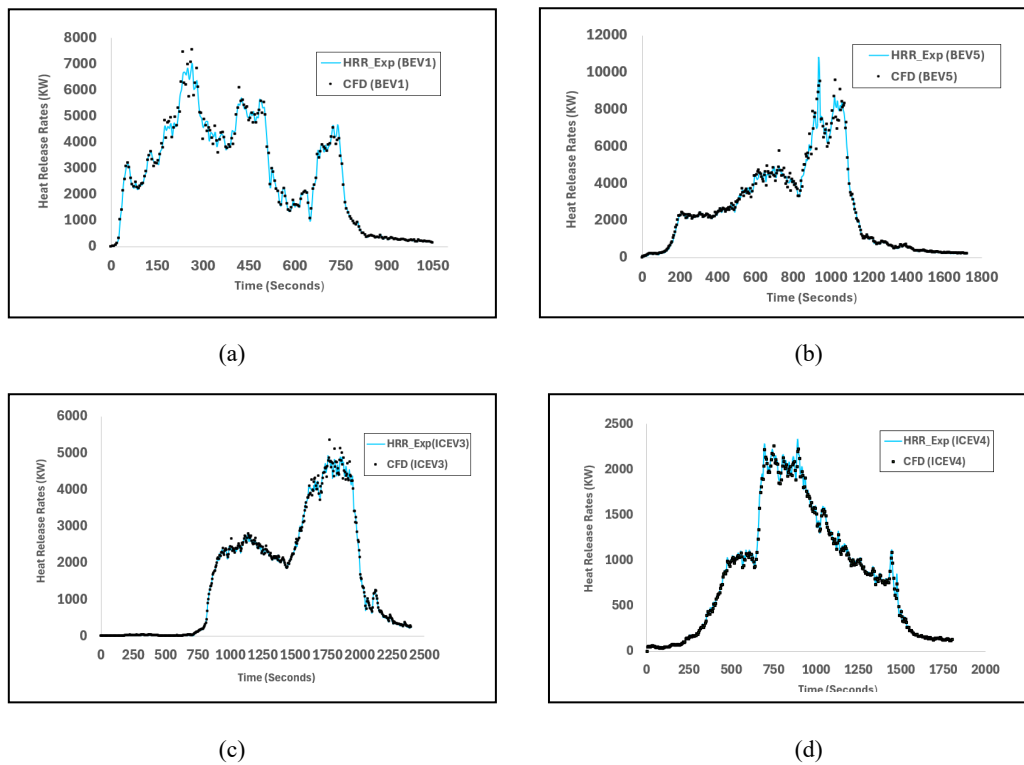 8000
7000
6000
5000
4000
3000
2000
1000
0
Heat Release Rates (KW)
HRR_Exp (BEV1)
CFD (BEV1)
0 150 300 450 600 750 900 1050
Time (Seconds)
(a)
12000
10000
8000
6000
4000
2000
0
Heat Release Rates (KW)
HRR_Exp (BEV5)
CFD (BEV5)
0 200 400 600 800 1000 1200 1400 1600 1800
Time (Seconds)
(b)
6000
5000
4000
3000
2000
1000
0
Heat Release Rates (KW)
HRR_Exp(ICEV3)
CFD (ICEV3)
0 250 500 750 1000 1250 1500 1750 2000 2250 2500
Time (Seconds)
(c)
2500
2000
1500
1000
500
0
Heat Release Rates (KW)
HRR_Exp (ICEV4)
CFD (ICEV4)
0 250 500 750 1000 1250 1500 1750 2000
Time (Seconds)
(d)